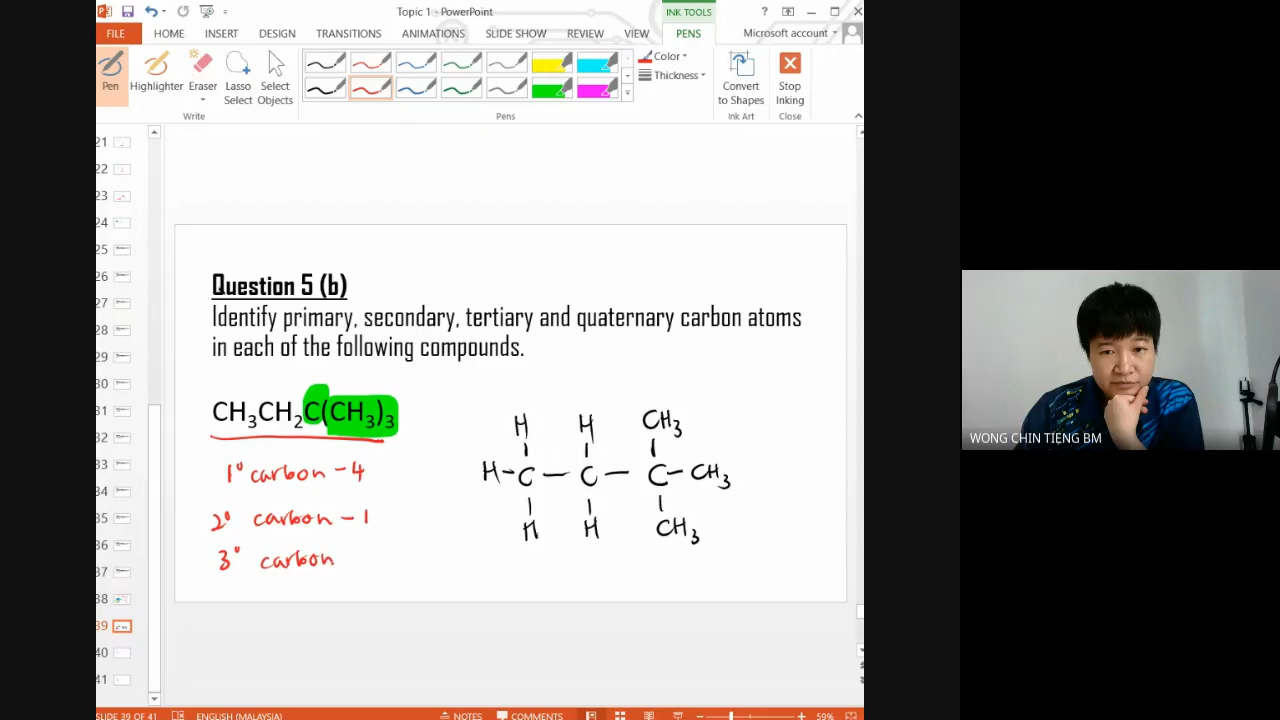 Topic 1 - PowerPoint
INK TOOLS
FILE HOME INSERT DESIGN TRANSITIONS ANIMATIONS SLIDE SHOW REVIEW VIEW PENS Microsoft account
Pen Highlighter Eraser Lasso Select Select Objects Color Thickness Convert to Shapes Stop Inking
Write Pens Ink Art Close
21
22
23
24
25
26
27
28
29
30
31
32
33
34
35
36
37
38
39
40
41
Question 5 (b)
Identify primary, secondary, tertiary and quaternary carbon atoms
in each of the following compounds.
CH₃CH₂C(CH₃)₃
1° carbon - 4
2° carbon - 1
3° carbon
H H CH₃
H-C-C-C-CH₃
H H CH₃
WONG CHIN TIENG BM
SLIDE 39 OF 41 ENGLISH (MALAYSIA) NOTES COMMENTS 59%